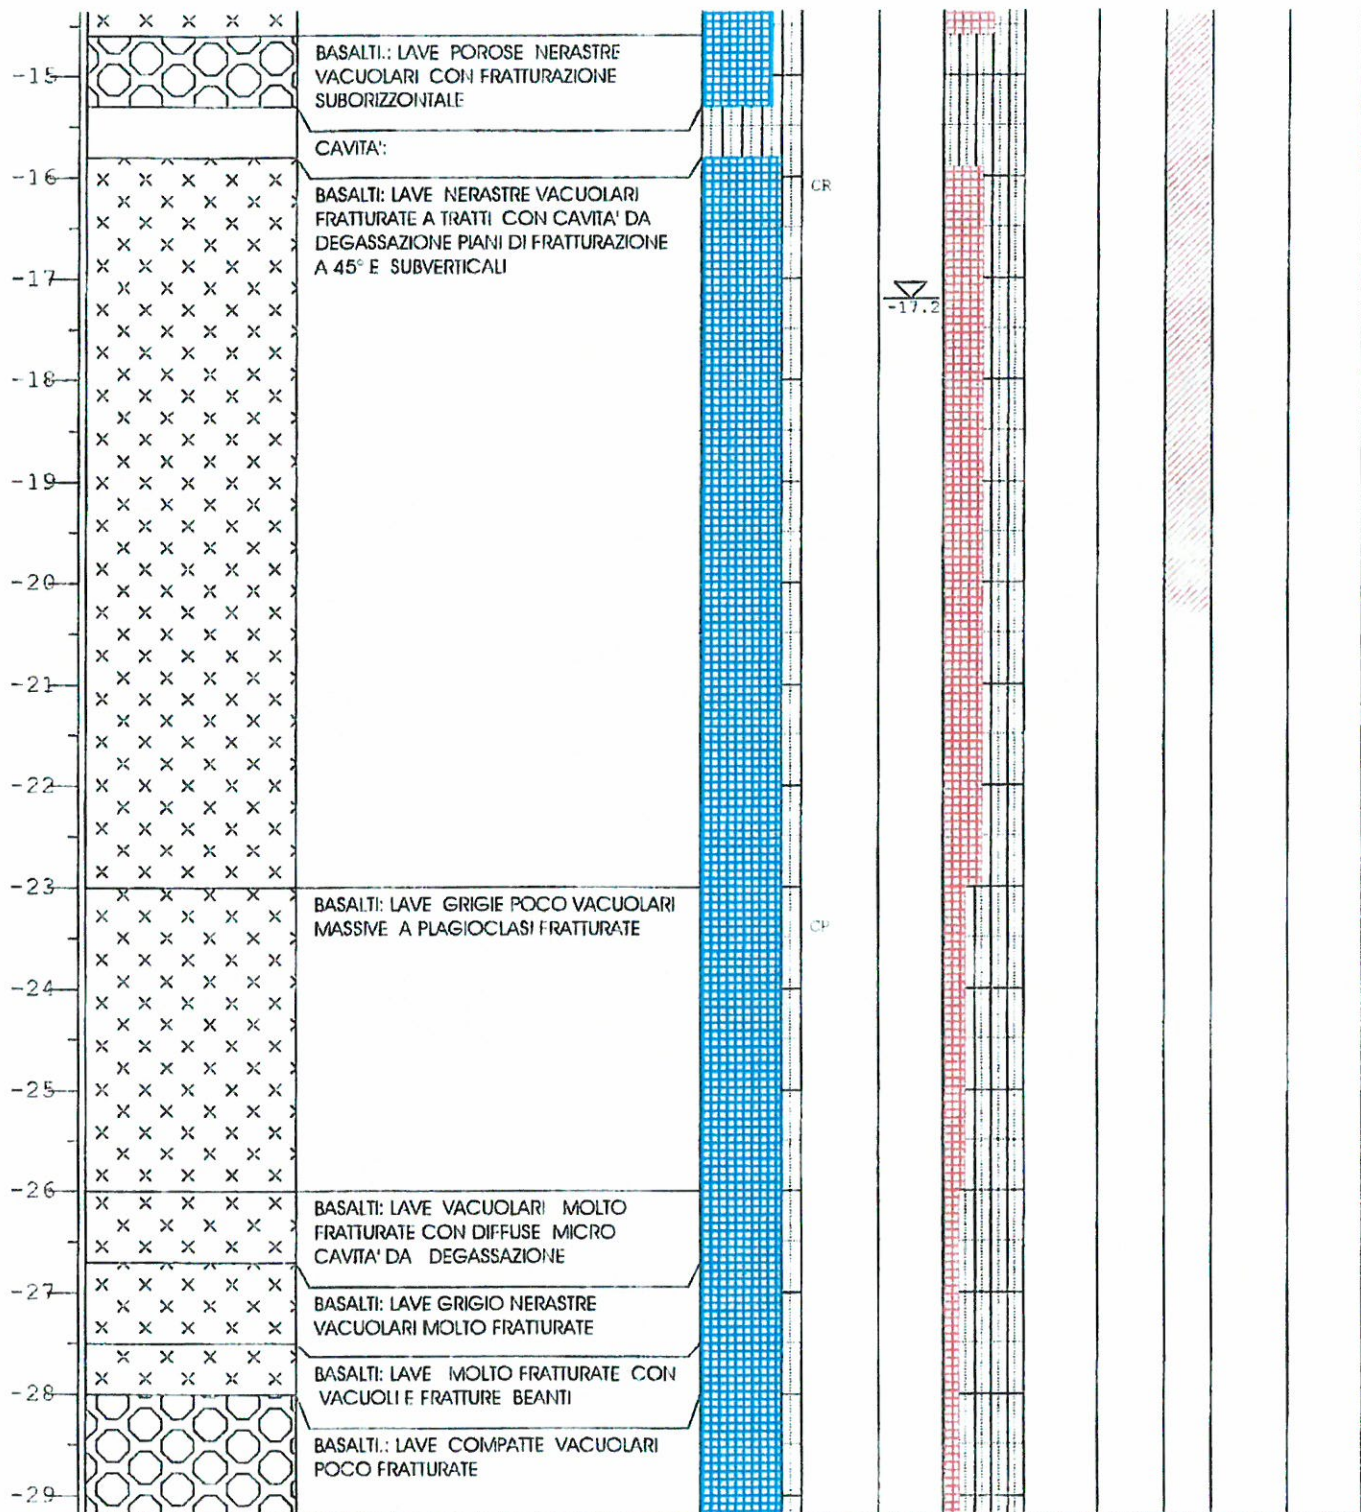 BASALTI.: LAVE POROSE NERASTRE
VACUOLARI CON FRATTURAZIONE
SUBORIZZONTALE
-15
CAVITA':
-16
BASALTI: LAVE NERASTRE VACUOLARI
FRATTURATE A TRATTI CON CAVITA' DA
DEGASSAZIONE PIANI DI FRATTURAZIONE
A 45° E SUBVERTICALI
CR
-17
-17.2
-18
-19
-20
-21
-22
-23
BASALTI: LAVE GRIGIE POCO VACUOLARI
MASSIVE A PLAGIOCLASI FRATTURATE
-24
-25
-26
BASALTI: LAVE VACUOLARI MOLTO
FRATTURATE CON DIFFUSE MICRO
CAVITA' DA DEGASSAZIONE
-27
BASALTI: LAVE GRIGIO NERASTRE
VACUOLARI MOLTO FRATTURATE
BASALTI: LAVE MOLTO FRATTURATE CON
VACUOLI E FRATTURE BEANTI
-28
BASALTI.: LAVE COMPATTE VACUOLARI
POCO FRATTURATE
-29